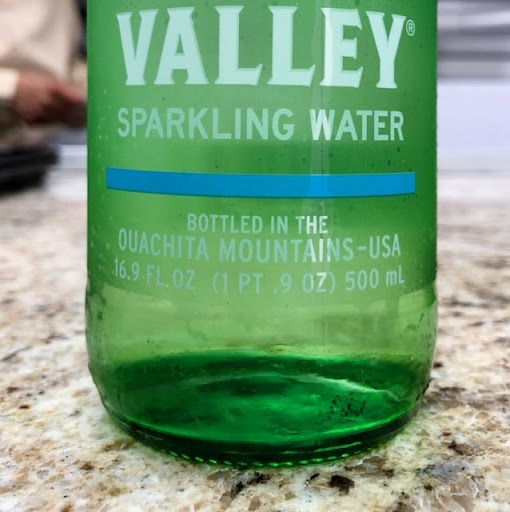 VALLEY®
SPARKLING WATER
BOTTLED IN THE
OUACHITA MOUNTAINS-USA
16.9 FL.OZ (1 PT .9 OZ) 500 mL